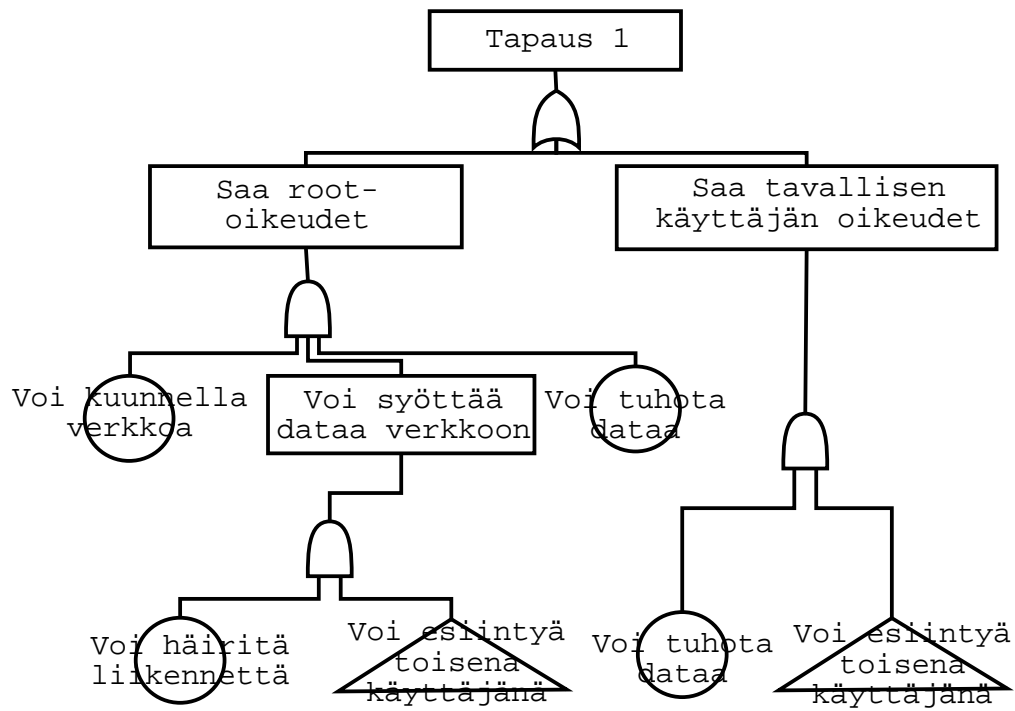 Tapaus 1
Saa root-
oikeudet
Saa tavallisen
käyttäjän oikeudet
Voi kuunnella
verkkoa
Voi syöttää
dataa verkkoon
Voi tuhota
dataa
Voi häiritä
liikennettä
Voi esiintyä
toisena
käyttäjänä
Voi tuhota
dataa
Voi esiintyä
toisena
käyttäjänä